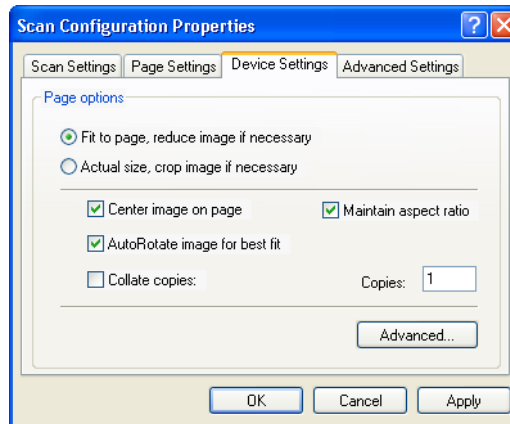 Scan Configuration Properties
Scan Settings Page Settings Device Settings Advanced Settings
Page options
Fit to page, reduce image if necessary
Actual size, crop image if necessary
Center image on page Maintain aspect ratio
AutoRotate image for best fit
Collate copies: Copies: 1
Advanced...
OK Cancel Apply